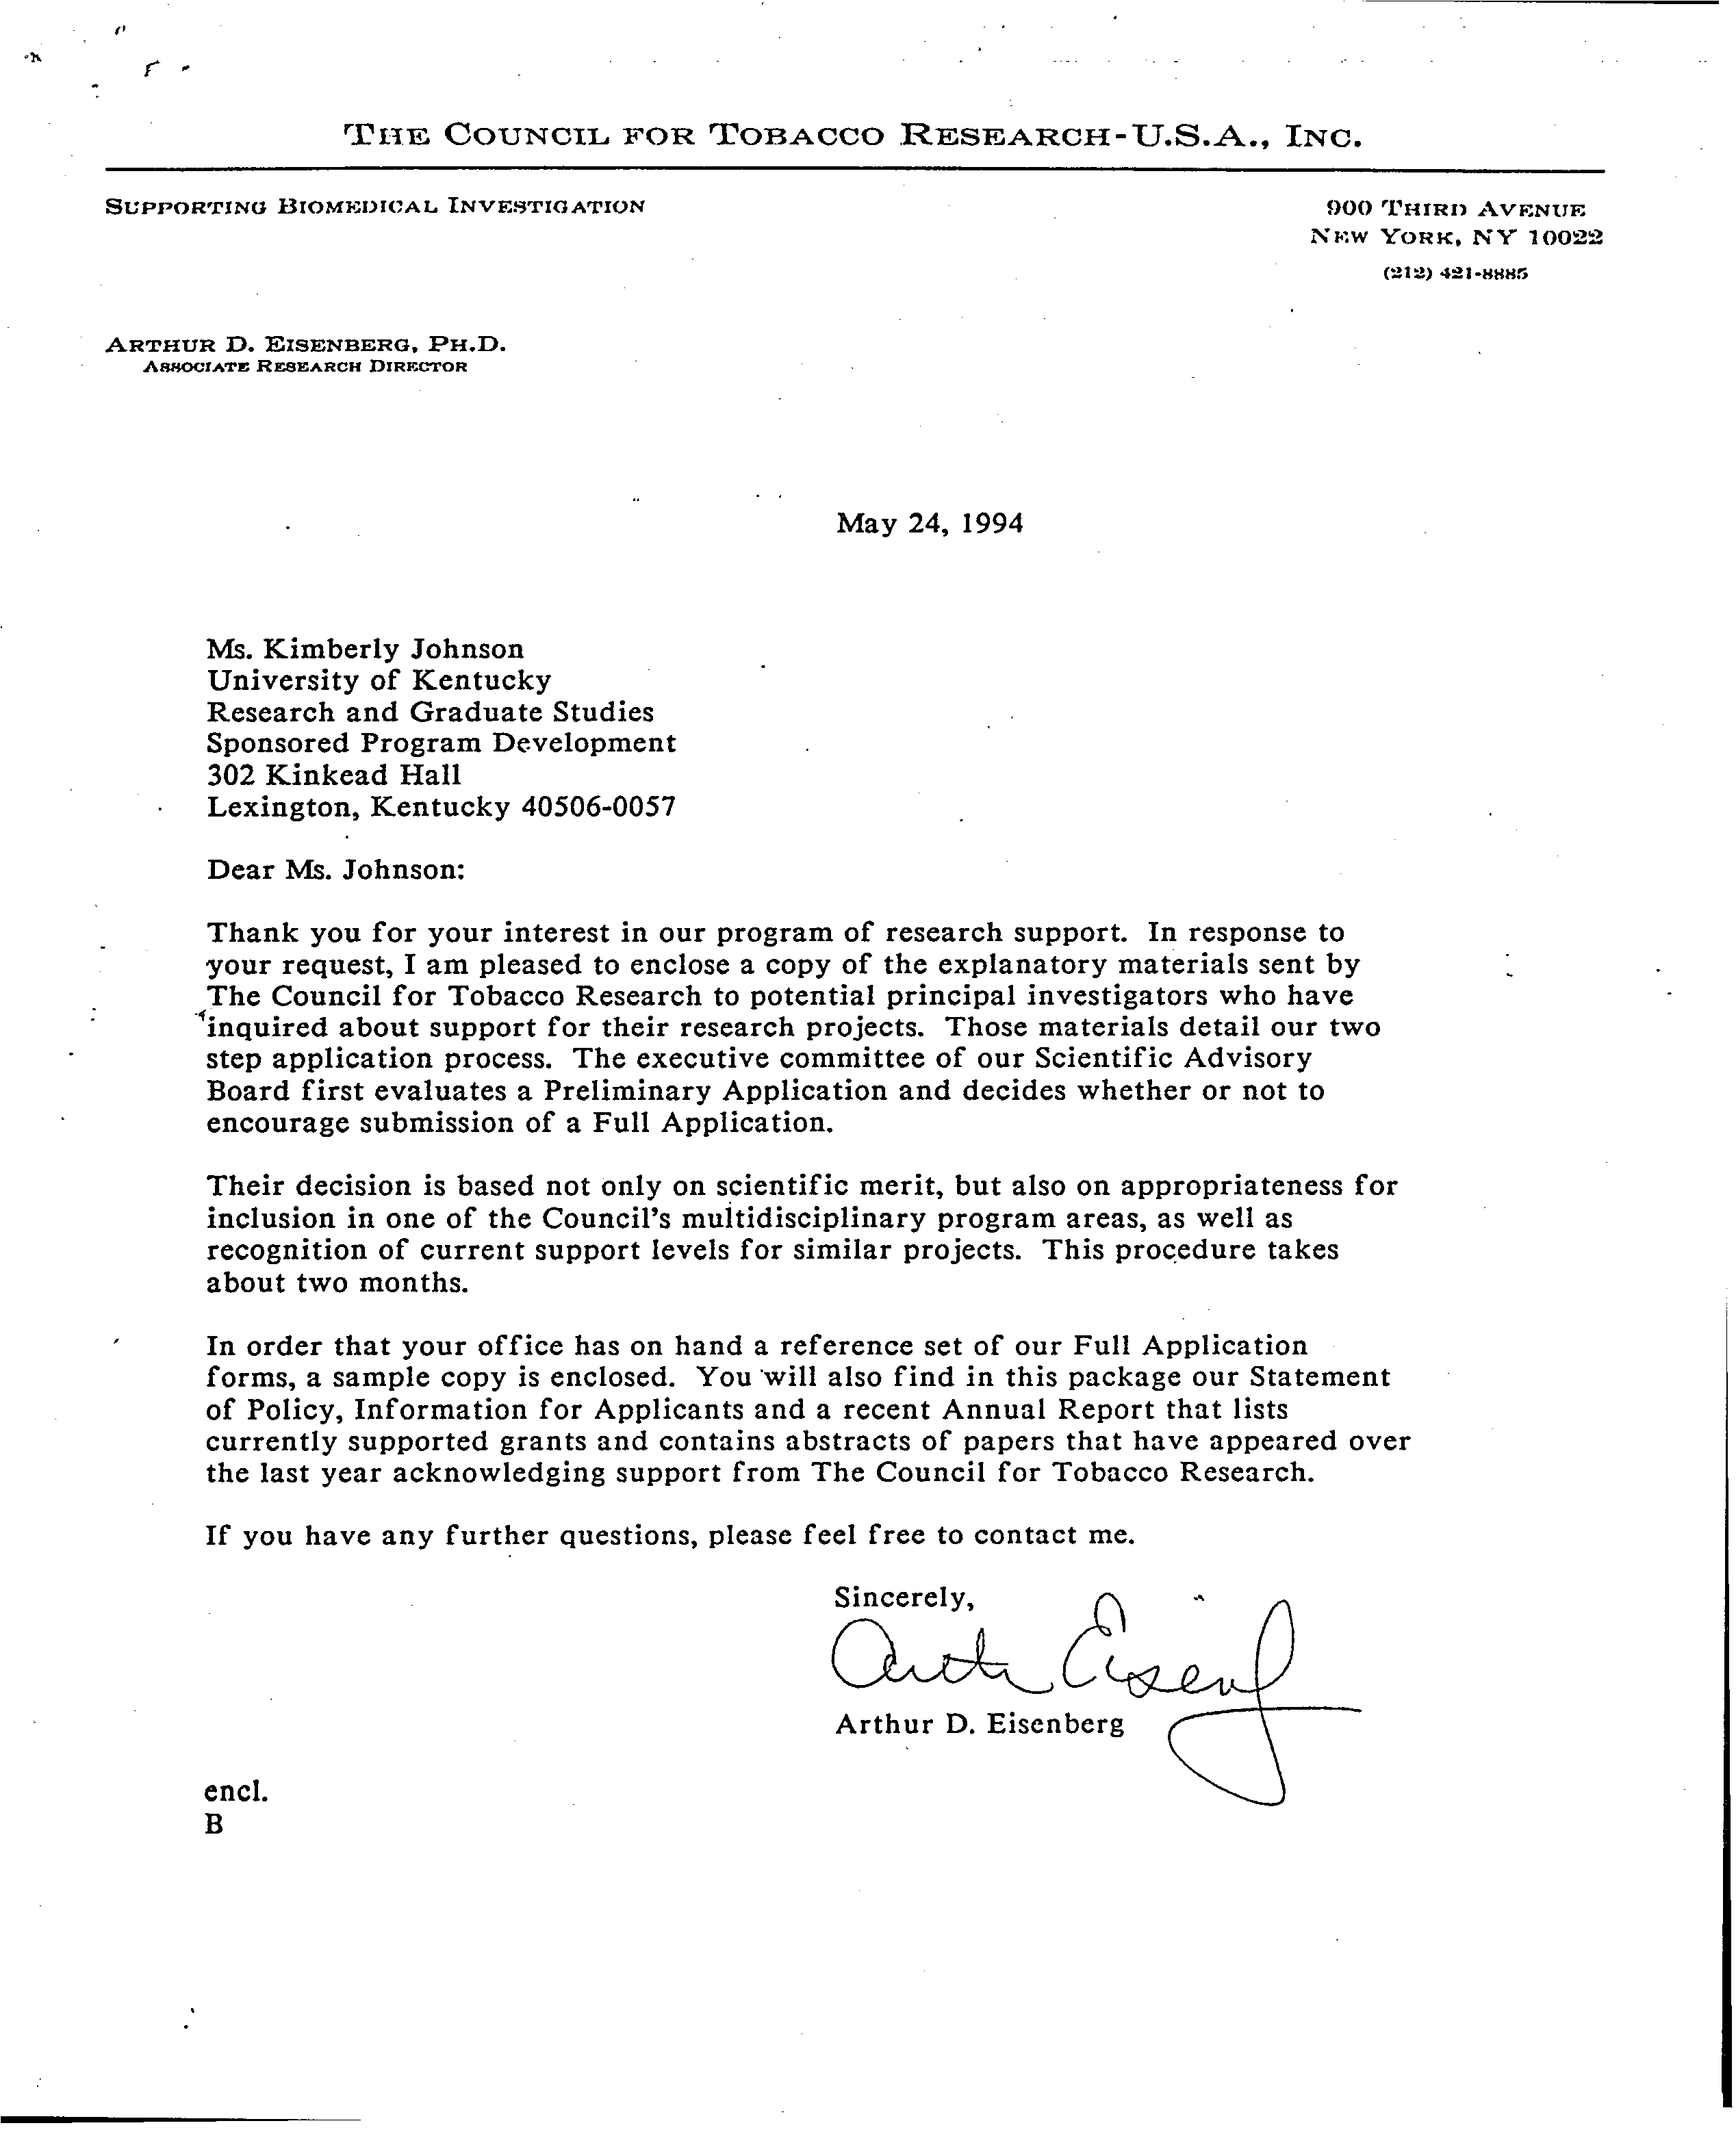 THE COUNCIL FOR TOBACCO RESEARCH-U.S.A., INC.
SUPPORTING BIOMEDICAL INVESTIGATION
900 THIRD AVENUE
NEW YORK, NY 10022
(212) 421-8885
ARTHUR D. EISENBERG, PH.D.
ASSOCIATE RESEARCH DIRECTOR
May 24, 1994
Ms. Kimberly Johnson
University of Kentucky
Research and Graduate Studies
Sponsored Program Development
302 Kinkead Hall
Lexington, Kentucky 40506-0057
Dear Ms. Johnson:
Thank you for your interest in our program of research support. In response to
your request, I am pleased to enclose a copy of the explanatory materials sent by
The Council for Tobacco Research to potential principal investigators who have
inquired about support for their research projects. Those materials detail our two
step application process. The executive committee of our Scientific Advisory
Board first evaluates a Preliminary Application and decides whether or not to
encourage submission of a Full Application.
Their decision is based not only on scientific merit, but also on appropriateness for
inclusion in one of the Council's multidisciplinary program areas, as well as
recognition of current support levels for similar projects. This procedure takes
about two months.
In order that your office has on hand a reference set of our Full Application
forms, a sample copy is enclosed. You will also find in this package our Statement
of Policy, Information for Applicants and a recent Annual Report that lists
currently supported grants and contains abstracts of papers that have appeared over
the last year acknowledging support from The Council for Tobacco Research.
If you have any further questions, please feel free to contact me.
Sincerely,
Arthur D. Eisenberg
encl.
B